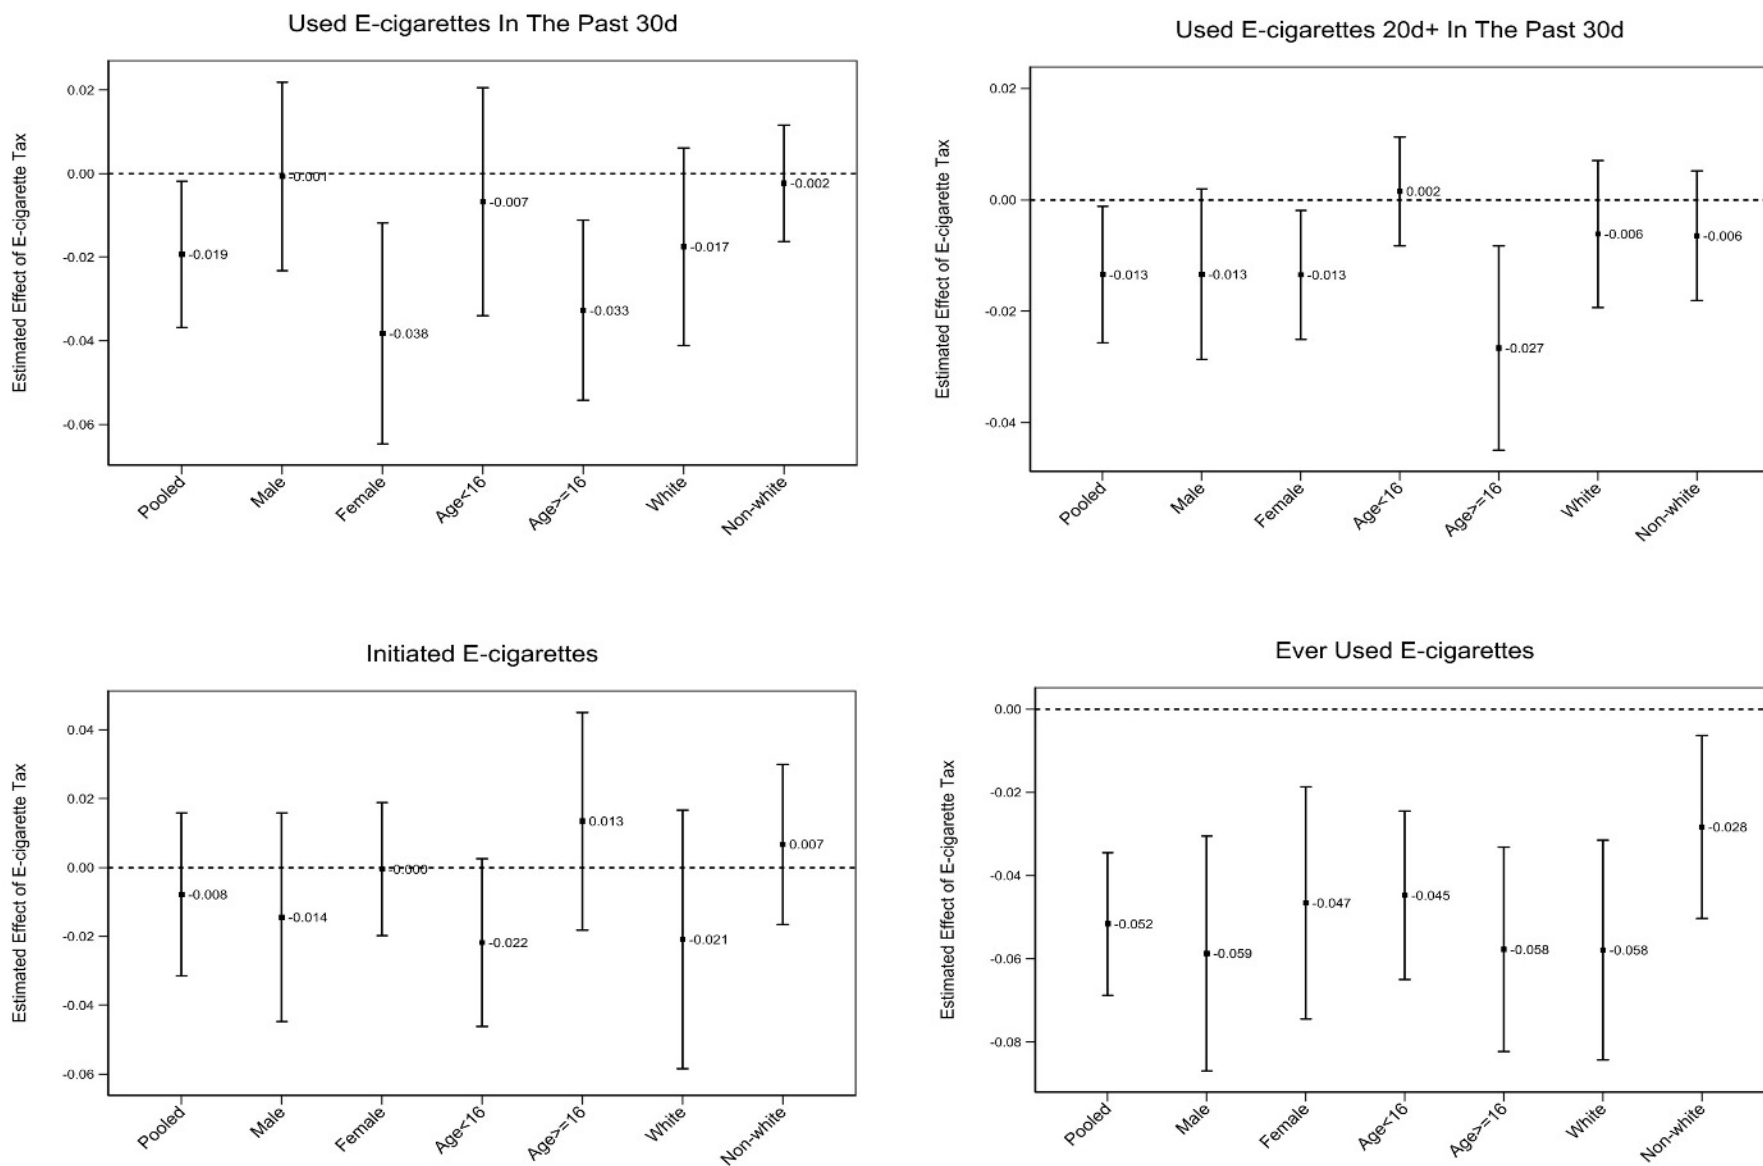 Used E-cigarettes In The Past 30d
Estimated Effect of E-cigarette Tax
0.02
0.00
-0.02
-0.04
-0.06
-0.019
-0.001
-0.038
-0.007
-0.033
-0.017
-0.002
Pooled
Male
Female
Age<16
Age>=16
White
Non-white
Used E-cigarettes 20d+ In The Past 30d
Estimated Effect of E-cigarette Tax
0.02
0.00
-0.02
-0.04
-0.013
-0.013
-0.013
0.002
-0.027
-0.006
-0.006
Pooled
Male
Female
Age<16
Age>=16
White
Non-white
Initiated E-cigarettes
Estimated Effect of E-cigarette Tax
0.04
0.02
0.00
-0.02
-0.04
-0.06
-0.008
-0.014
-0.000
-0.022
0.013
-0.021
0.007
Pooled
Male
Female
Age<16
Age>=16
White
Non-white
Ever Used E-cigarettes
Estimated Effect of E-cigarette Tax
0.00
-0.02
-0.04
-0.06
-0.08
-0.052
-0.059
-0.047
-0.045
-0.058
-0.058
-0.028
Pooled
Male
Female
Age<16
Age>=16
White
Non-white